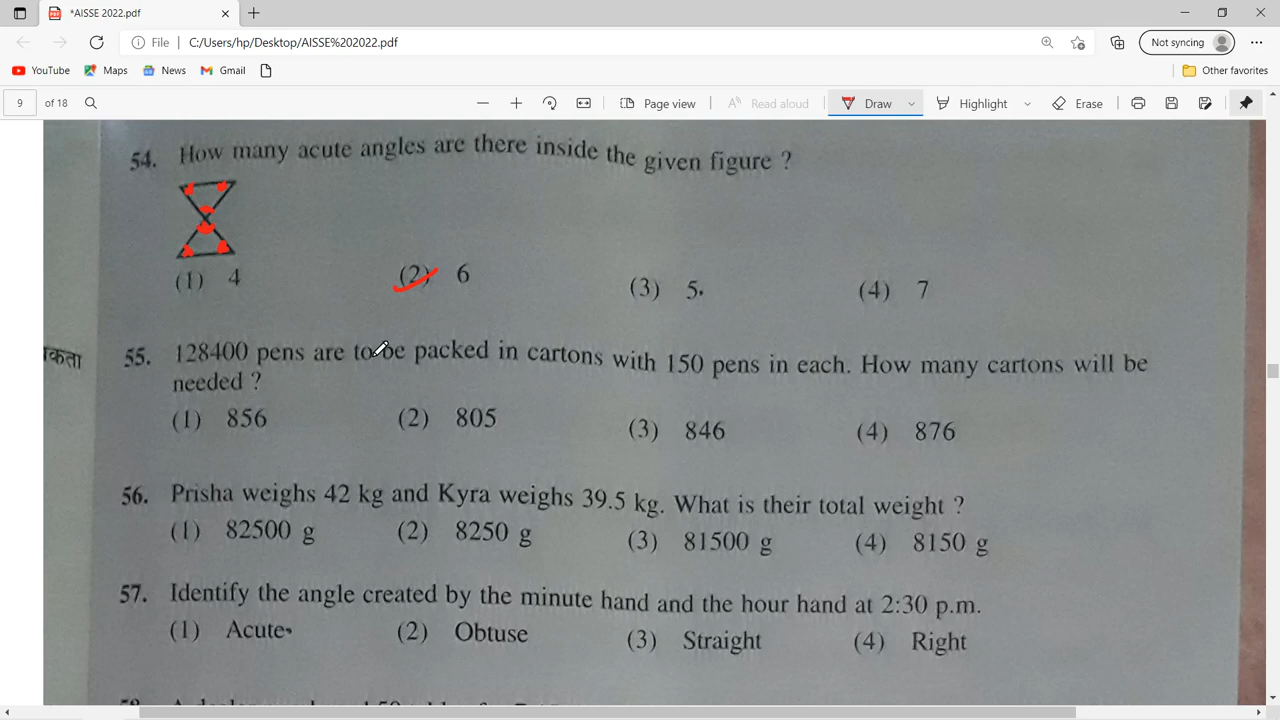 *AISSE 2022.pdf
File C:/Users/hp/Desktop/AISSE%202022.pdf
Not syncing
YouTube Maps News Gmail Other favorites
9 of 18 Page view Read aloud Draw Highlight Erase
54. How many acute angles are there inside the given figure ?
(1) 4 (2) 6 (3) 5 (4) 7
कता
55. 128400 pens are to be packed in cartons with 150 pens in each. How many cartons will be
needed ?
(1) 856 (2) 805 (3) 846 (4) 876
56. Prisha weighs 42 kg and Kyra weighs 39.5 kg. What is their total weight ?
(1) 82500 g (2) 8250 g (3) 81500 g (4) 8150 g
57. Identify the angle created by the minute hand and the hour hand at 2:30 p.m.
(1) Acute (2) Obtuse (3) Straight (4) Right